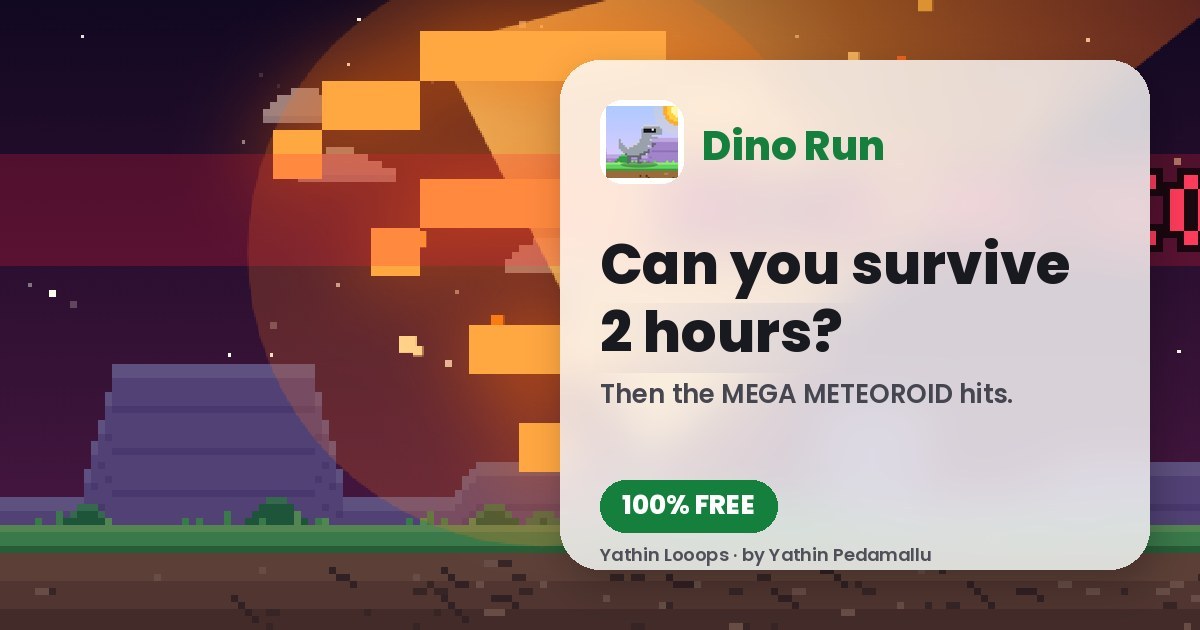 Dino Run
Can you survive
2 hours?
Then the MEGA METEOROID hits.
100% FREE
Yathin Looops · by Yathin Pedamallu